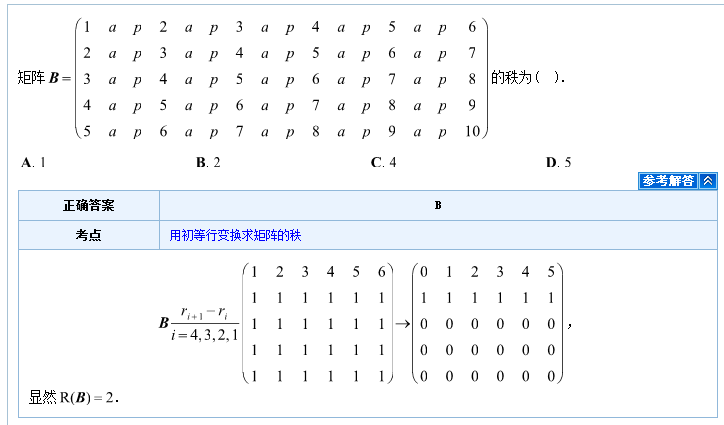 1 a p 2 a p 3 a p 4 a p 5 a p 6
2 a p 3 a p 4 a p 5 a p 6 a p 7
矩阵 B = 3 a p 4 a p 5 a p 6 a p 7 a p 8 的秩为( ).
4 a p 5 a p 6 a p 7 a p 8 a p 9
5 a p 6 a p 7 a p 8 a p 9 a p 10
A. 1 B. 2 C. 4 D. 5
参考解答
正确答案 B
考点 用初等行变换求矩阵的秩
1 2 3 4 5 6 0 1 2 3 4 5
1 1 1 1 1 1 1 1 1 1 1 1
B r_{i+1} − r_i i = 4,3,2,1 1 1 1 1 1 1 → 0 0 0 0 0 0 ,
1 1 1 1 1 1 0 0 0 0 0 0
1 1 1 1 1 1 0 0 0 0 0 0
显然 R(B) = 2.